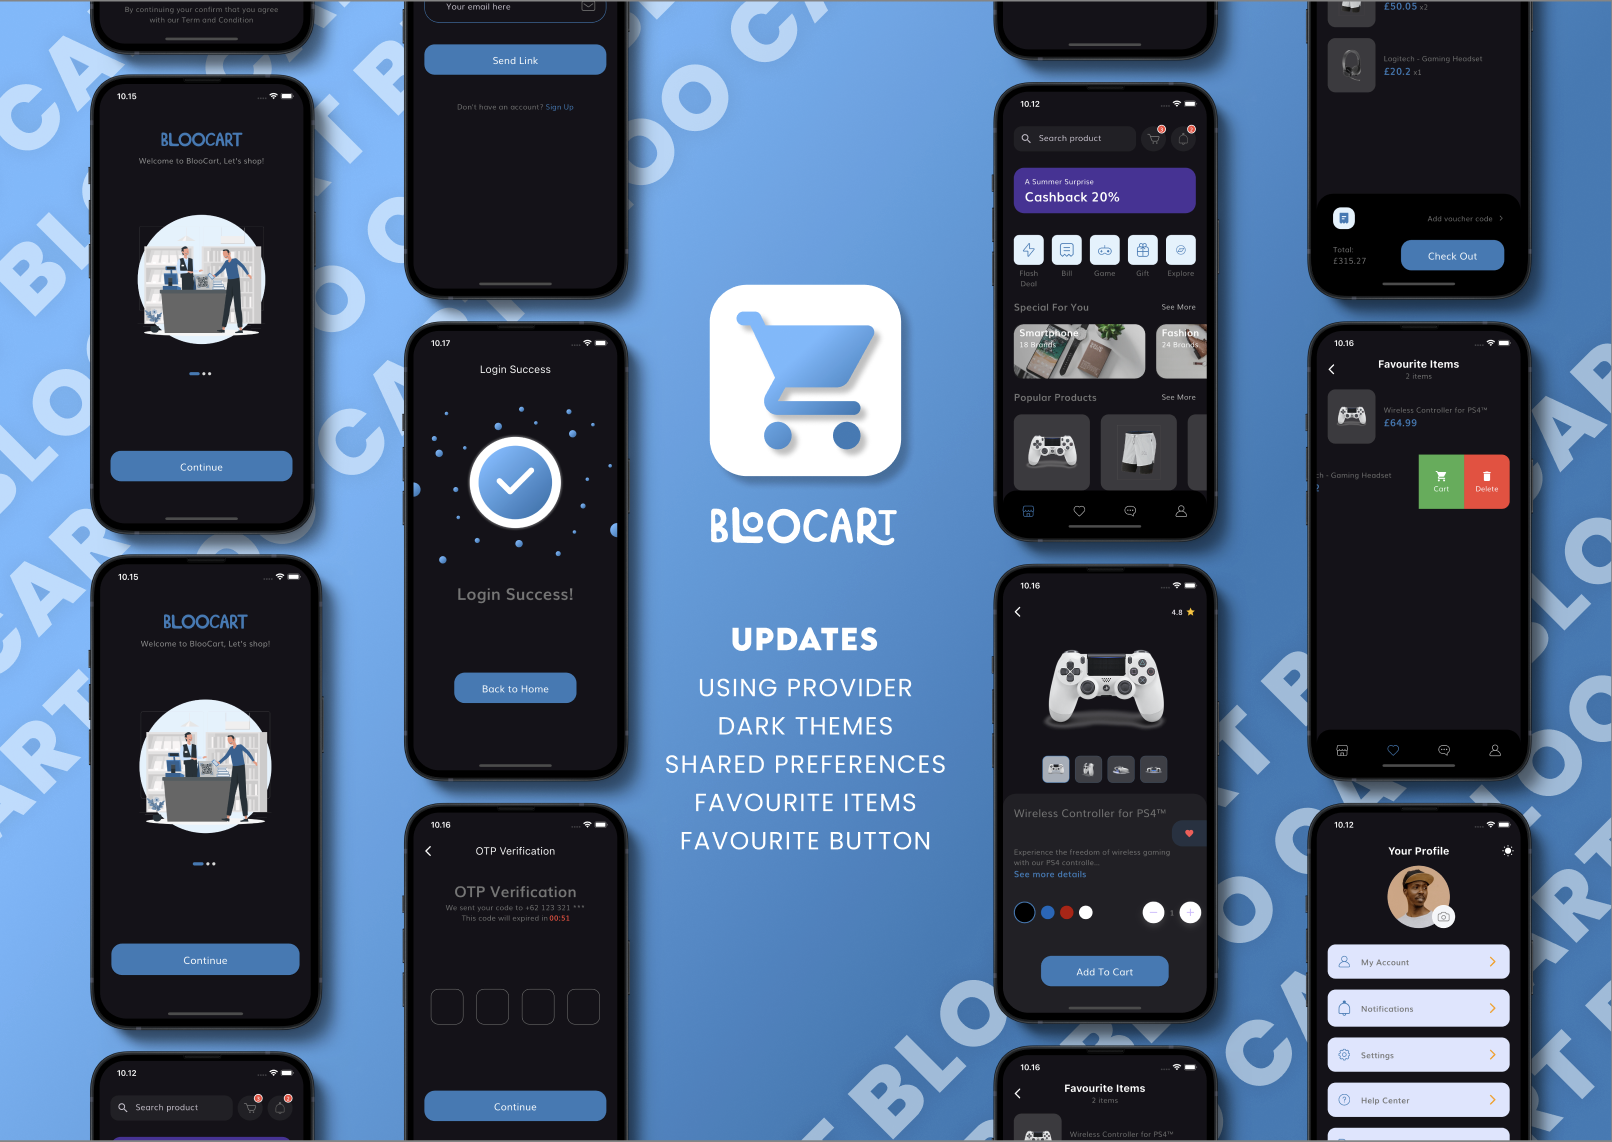 By continuing your confirm that you agree
with our Term and Condition
10.15
BLOOCART
Welcome to BlooCart, Let's shop!
Continue
10.15
BLOOCART
Welcome to BlooCart, Let's shop!
Continue
10.12
Search product
Your email here
Send Link
Don't have an account? Sign Up
10.17
Login Success
Login Success!
Back to Home
10.16
OTP Verification
OTP Verification
We sent your code to +62 123 321 ***
This code will expired in 00:51
Continue
BLOOCART
UPDATES
USING PROVIDER
DARK THEMES
SHARED PREFERENCES
FAVOURITE ITEMS
FAVOURITE BUTTON
10.12
Search product
A Summer Surprise
Cashback 20%
Flash
Deal
Bill
Game
Gift
Explore
Special For You
See More
Smartphone
18 Brands
Fashion
24 Brands
Popular Products
See More
10.16
4.8
Wireless Controller for PS4™
Experience the freedom of wireless gaming
with our PS4 controlle...
See more details
1
Add To Cart
10.16
Favourite Items
2 items
Wireless Controller for PS4™
£50.05 x2
Logitech - Gaming Headset
£20.2 x1
Add voucher code
Total:
£315.27
Check Out
10.16
Favourite Items
2 items
Wireless Controller for PS4™
£64.99
ch - Gaming Headset
Cart
Delete
10.12
Your Profile
My Account
Notifications
Settings
Help Center